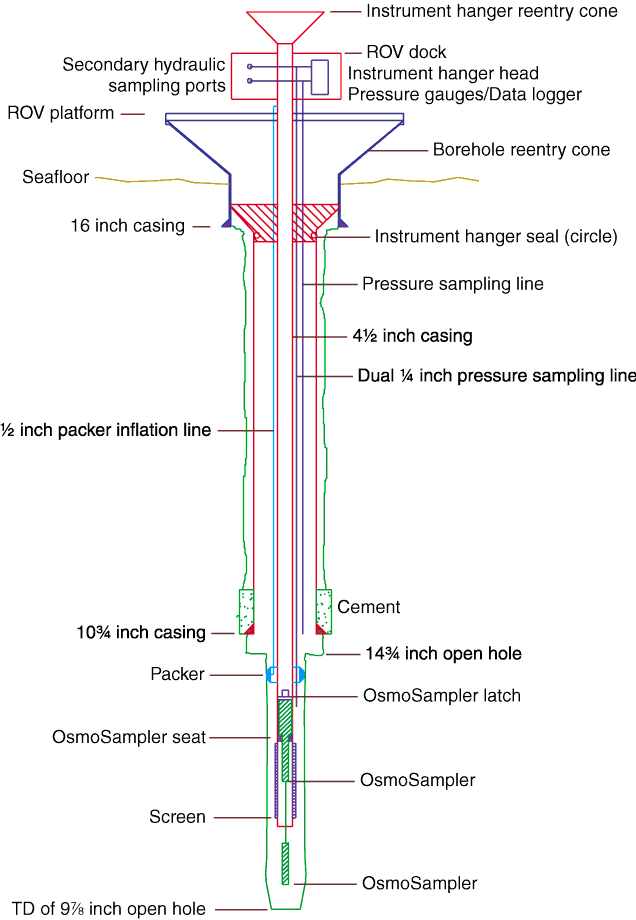 Instrument hanger reentry cone
ROV dock
Secondary hydraulic
sampling ports
Instrument hanger head
Pressure gauges/Data logger
ROV platform
Borehole reentry cone
Seafloor
16 inch casing
Instrument hanger seal (circle)
Pressure sampling line
4½ inch casing
Dual ¼ inch pressure sampling line
½ inch packer inflation line
Cement
10¾ inch casing
14¾ inch open hole
Packer
OsmoSampler latch
OsmoSampler seat
OsmoSampler
Screen
OsmoSampler
TD of 9⅞ inch open hole